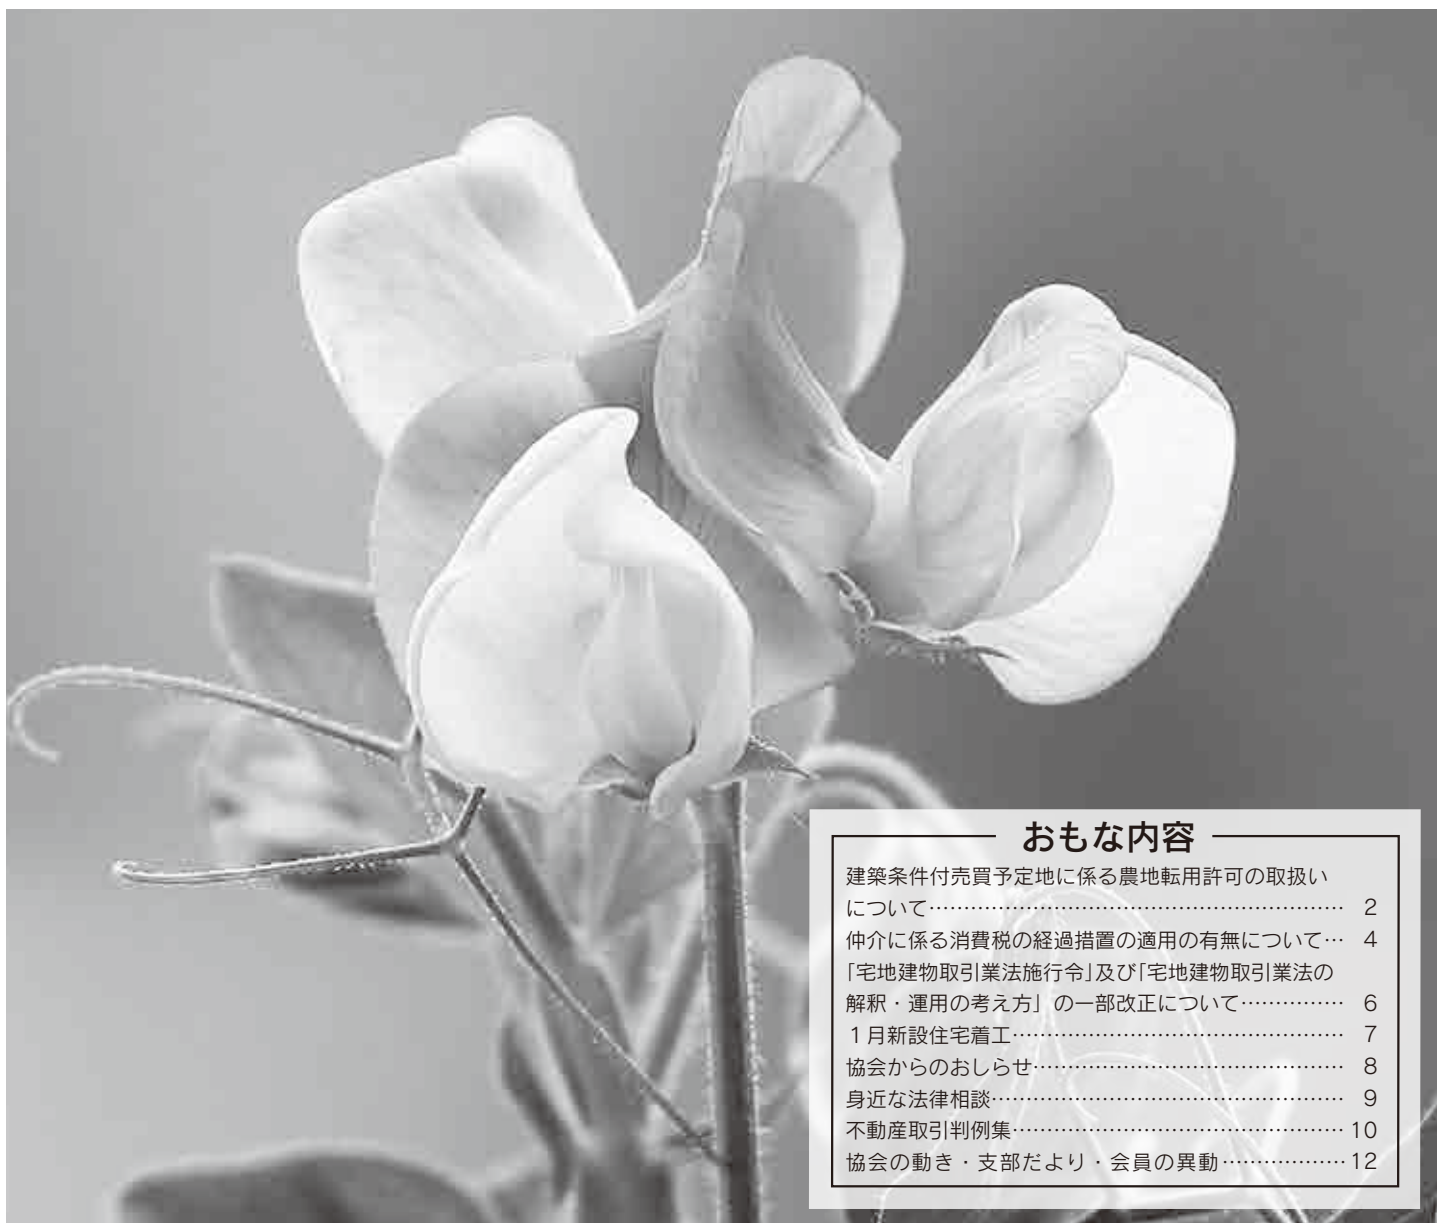 おもな内容
建築条件付売買予定地に係る農地転用許可の取扱い
について…………………………………………………… 2
仲介に係る消費税の経過措置の適用の有無について… 4
「宅地建物取引業法施行令」及び「宅地建物取引業法の
解釈・運用の考え方」の一部改正について…………… 6
１月新設住宅着工………………………………………… 7
協会からのおしらせ……………………………………… 8
身近な法律相談…………………………………………… 9
不動産取引判例集………………………………………… 10
協会の動き・支部だより・会員の異動……………… 12